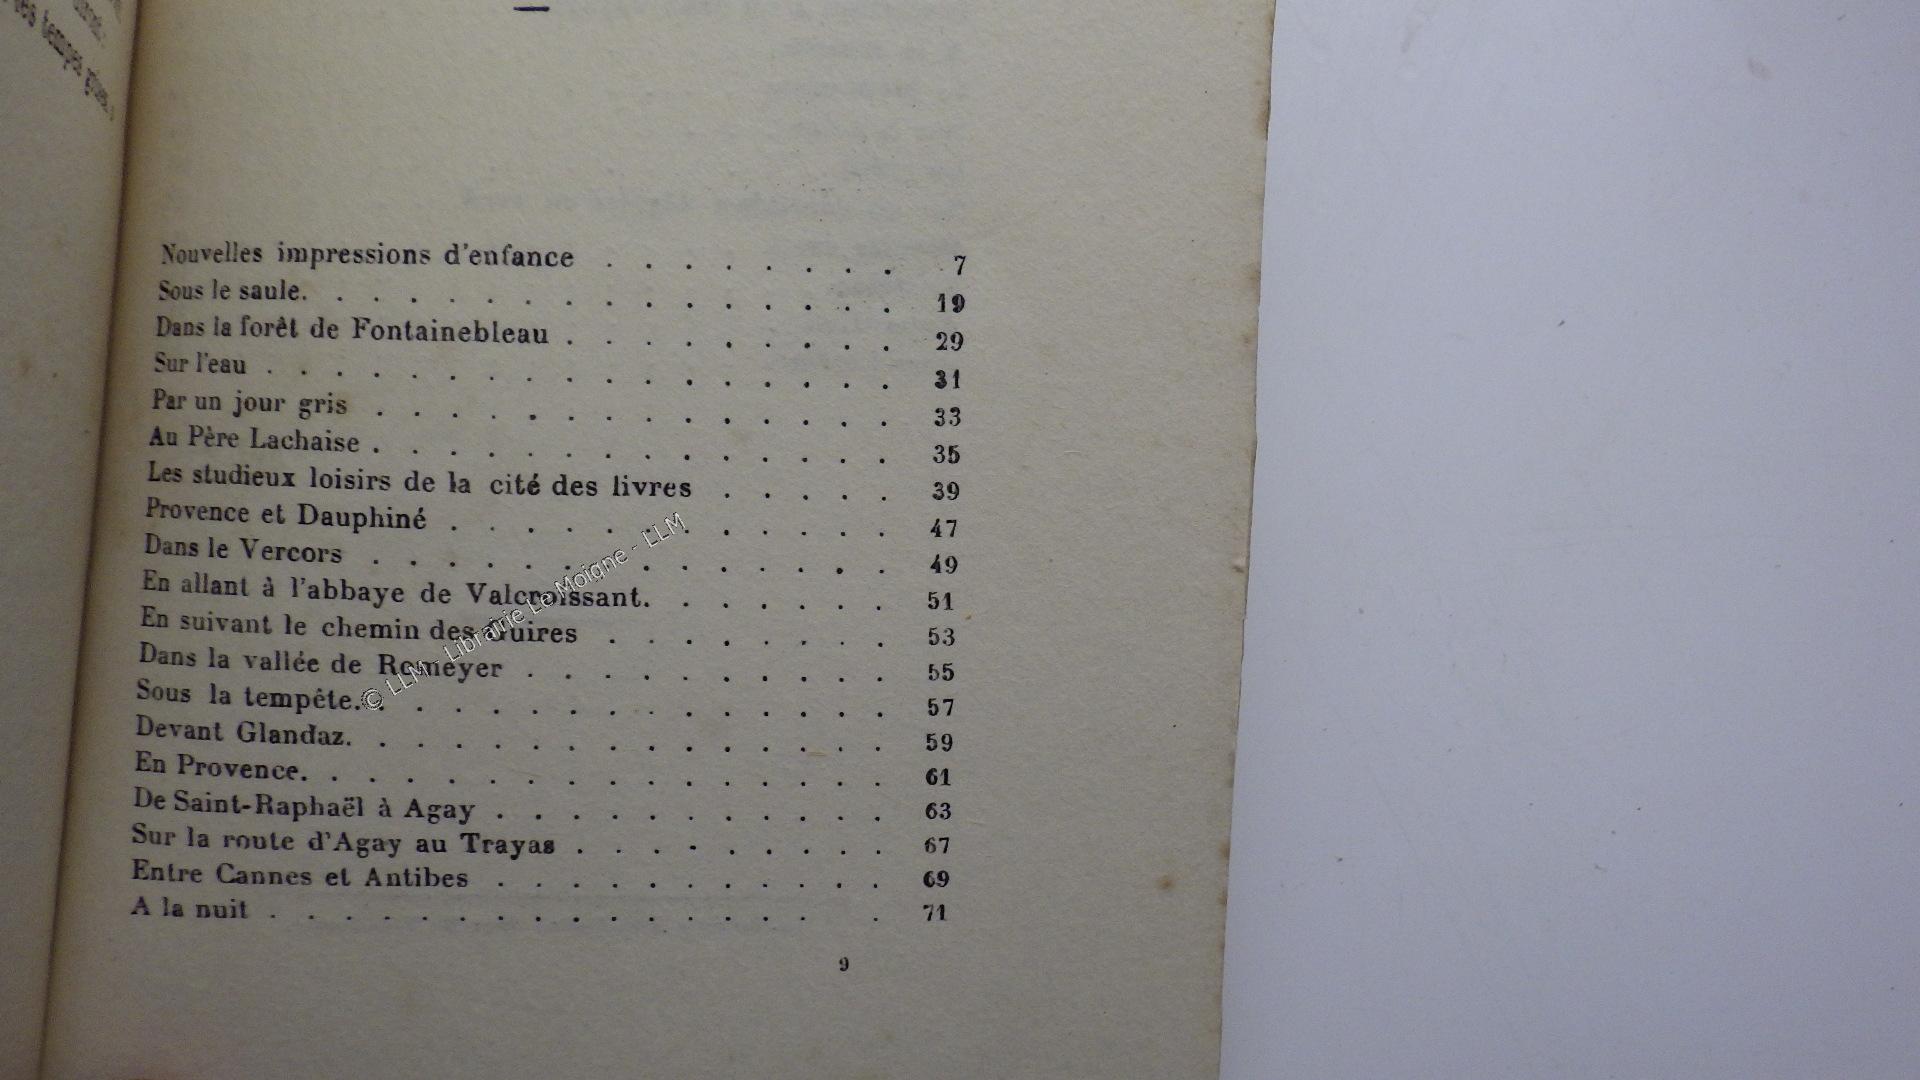 les tempes grises.
Nouvelles impressions d'enfance . . . . . . . . 7
Sous le saule. . . . . . . . . . . . . . . . 19
Dans la forêt de Fontainebleau . . . . . . . . . 29
Sur l'eau . . . . . . . . . . . . . . . . . 31
Par un jour gris . . . . . . . . . . . . . . 33
Au Père Lachaise . . . . . . . . . . . . . . 35
Les studieux loisirs de la cité des livres . . . . . 39
Provence et Dauphiné . . . . . . . . . . . . 47
Dans le Vercors . . . . . . . . . . . . . . 49
En allant à l'abbaye de Valcroissant. . . . . . . 51
En suivant le chemin des Guires . . . . . . . . 53
Dans la vallée de Romeyer . . . . . . . . . . 55
Sous la tempête. . . . . . . . . . . . . . . 57
Devant Glandaz. . . . . . . . . . . . . . . 59
En Provence. . . . . . . . . . . . . . . . 61
De Saint-Raphaël à Agay . . . . . . . . . . . 63
Sur la route d'Agay au Trayas . . . . . . . . . 67
Entre Cannes et Antibes . . . . . . . . . . . 69
A la nuit . . . . . . . . . . . . . . . . 71
9
© LLM - Librairie Le Moigne - LLM